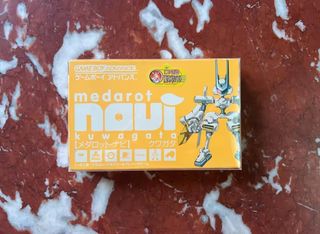 GAME BOY ADVANCE
ゲームボーイアドバンス
medarot
navi
kuwagata
[メダロット・ナビ] クワガタ